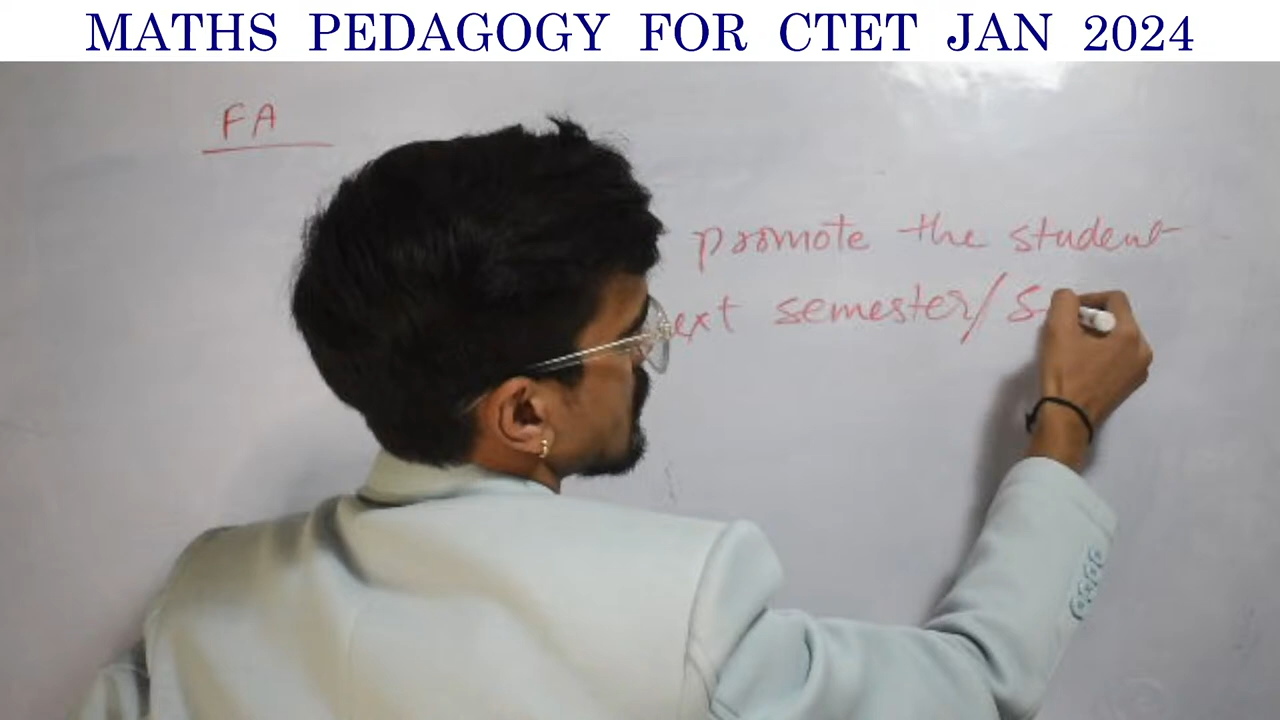 MATHS PEDAGOGY FOR CTET JAN 2024
FA
promote the student
semester/